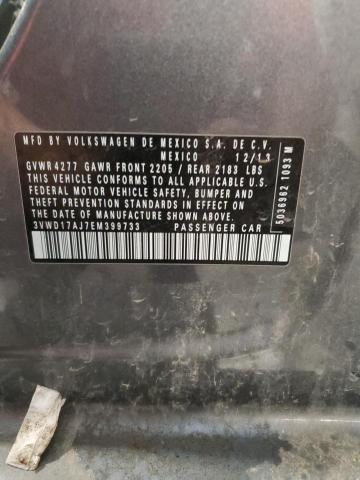 MFD BY VOLKSWAGEN DE MEXICO S.A. DE C.V.
MEXICO 12/13
GVWR 4277 GAWR FRONT 2205 / REAR 2183 LBS
THIS VEHICLE CONFORMS TO ALL APPLICABLE U.S.
FEDERAL MOTOR VEHICLE SAFETY, BUMPER AND
THEFT PREVENTION STANDARDS IN EFFECT ON THE
DATE OF MANUFACTURE SHOWN ABOVE.
3VWD17AJ7EM399733 PASSENGER CAR
5036962 1093 M